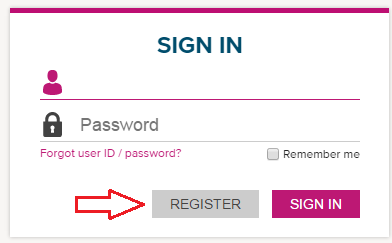 SIGN IN
Password
Forgot user ID / password?
Remember me
REGISTER
SIGN IN